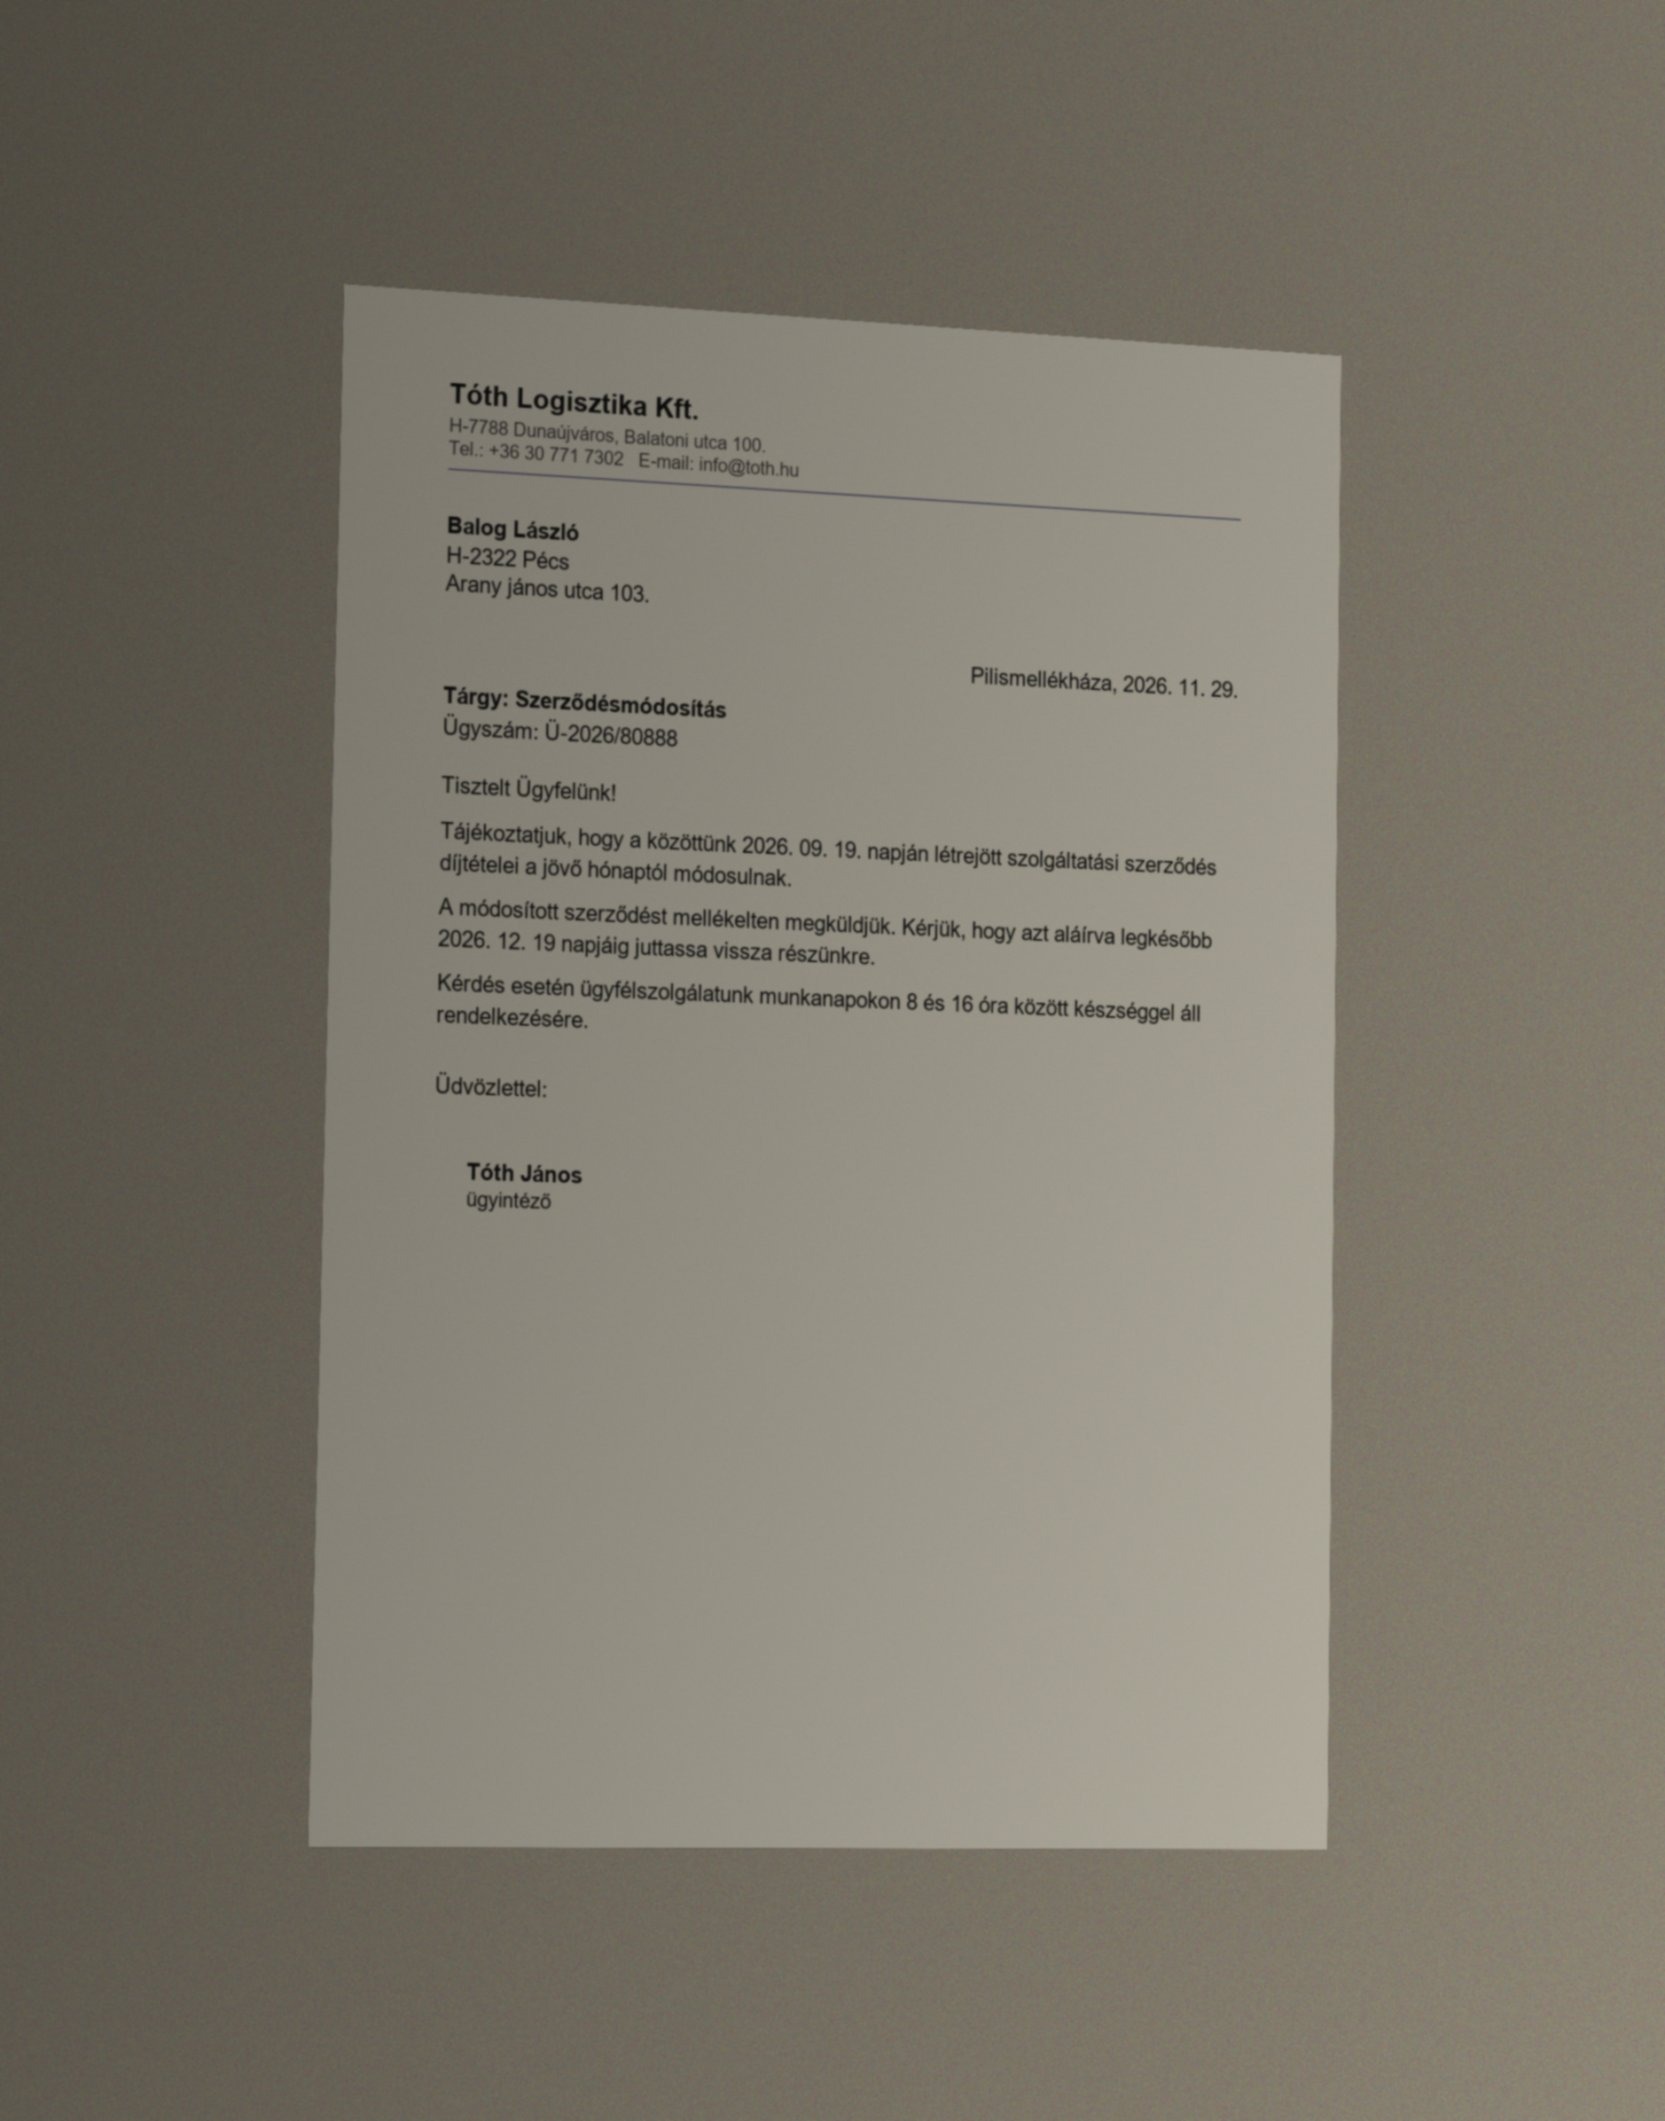 Tóth Logisztika Kft.
H-7788 Dunaújváros, Balatoni utca 100.
Tel.: +36 30 771 7302 E-mail: info@toth.hu
Balog László
H-2322 Pécs
Arany jános utca 103.
Pilismellékháza, 2026. 11. 29.
Tárgy: Szerződésmódosítás
Ügyszám: Ü-2026/80888
Tisztelt Ügyfelünk!
Tájékoztatjuk, hogy a közöttünk 2026. 09. 19. napján létrejött szolgáltatási szerződés
díjtételei a jövő hónaptól módosulnak.
A módosított szerződést mellékelten megküldjük. Kérjük, hogy azt aláírva legkésőbb
2026. 12. 19 napjáig juttassa vissza részünkre.
Kérdés esetén ügyfélszolgálatunk munkanapokon 8 és 16 óra között készséggel áll
rendelkezésére.
Üdvözlettel:
Tóth János
ügyintéző